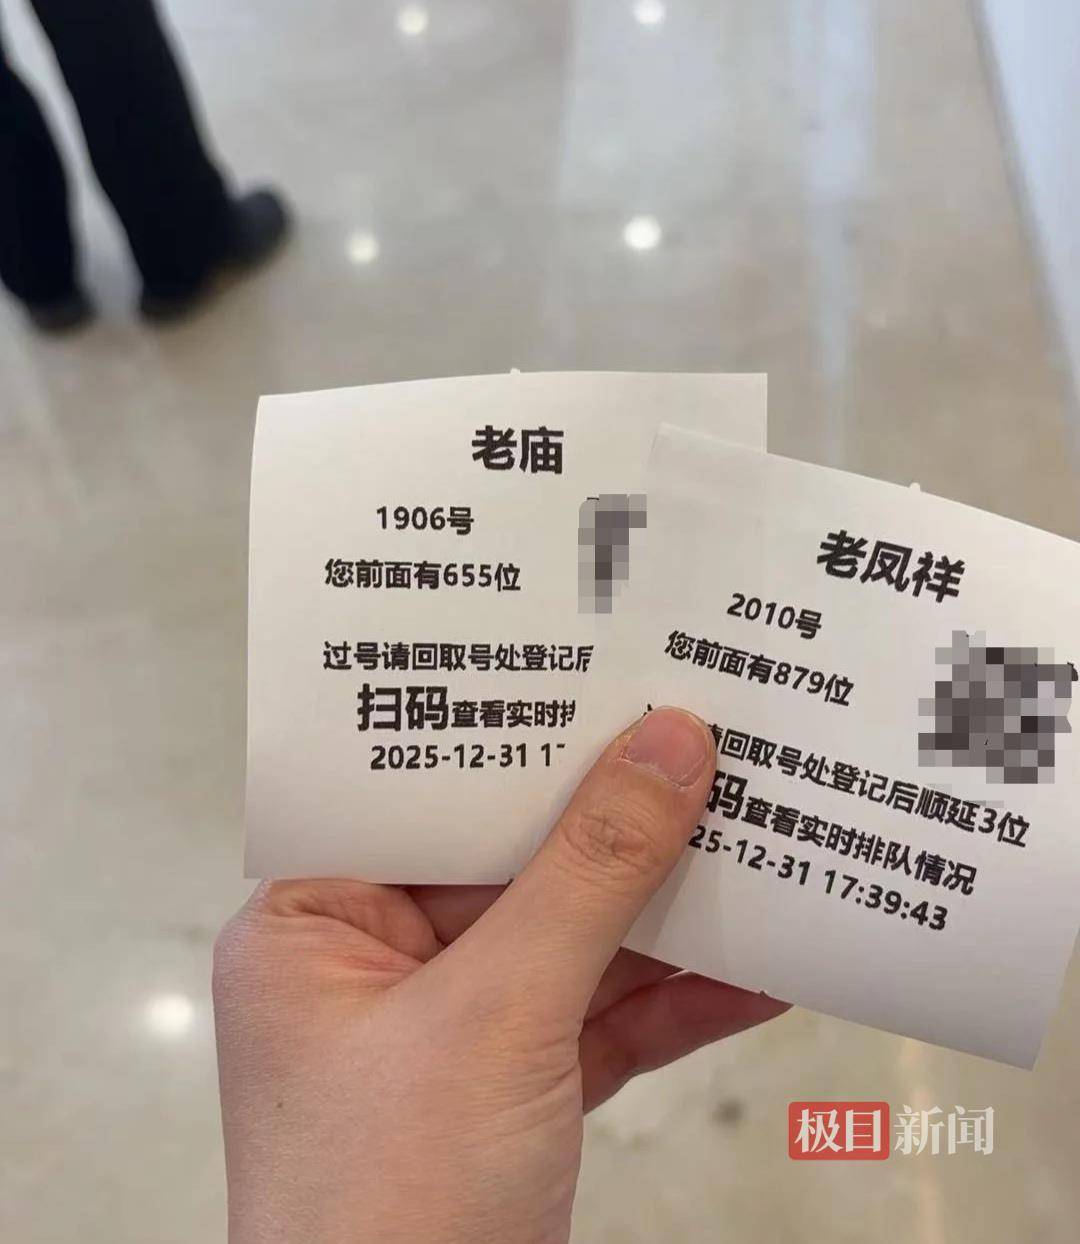 老庙
1906号
您前面有655位
过号请回取号处登记后
扫码查看实时排
2025-12-31 1
老凤祥
2010号
您前面有879位
请回取号处登记后顺延3位
码查看实时排队情况
25-12-31 17:39:43
极目新闻